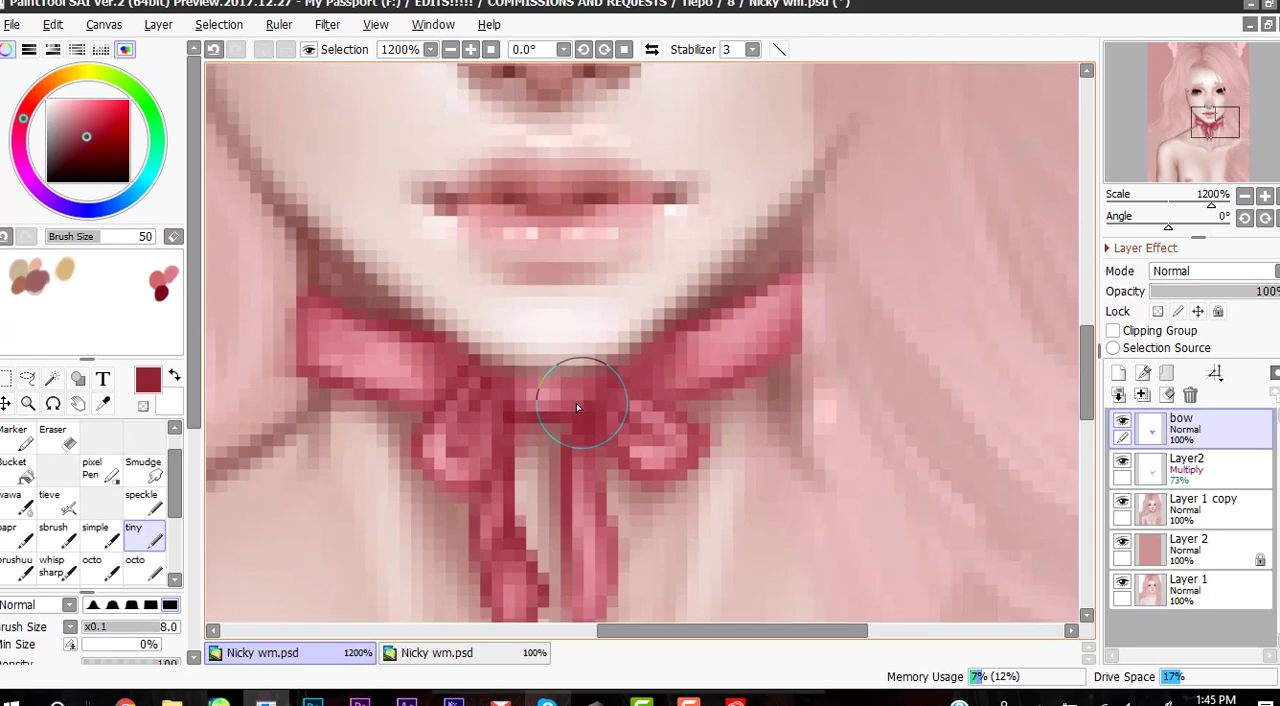 PaintTool SAI Ver.2 (64bit) Preview.2017.12.27 - My Passport (F:) / EDITS!!!!! / COMMISSIONS AND REQUESTS / Tiepo / 8 / Nicky wm.psd (*)
File Edit Canvas Layer Selection Ruler Filter View Window Help
Selection 1200% 0.0° Stabilizer 3
Brush Size 50
T
Marker Eraser
Bucket pixel Pen Smudge
wawa tieve speckle
papr sbrush simple tiny
brushuu whisp sharp octo octo
Normal
Brush Size x0.1 8.0
Min Size 0%
Density 100
Scale 1200%
Angle 0°
Layer Effect
Mode Normal
Opacity 100%
Lock
Clipping Group
Selection Source
bow
Normal
100%
Layer2
Multiply
73%
Layer 1 copy
Normal
100%
Layer 2
Normal
100%
Layer 1
Normal
100%
Nicky wm.psd 1200% Nicky wm.psd 100%
Memory Usage 7% (12%) Drive Space 17%
1:45 PM